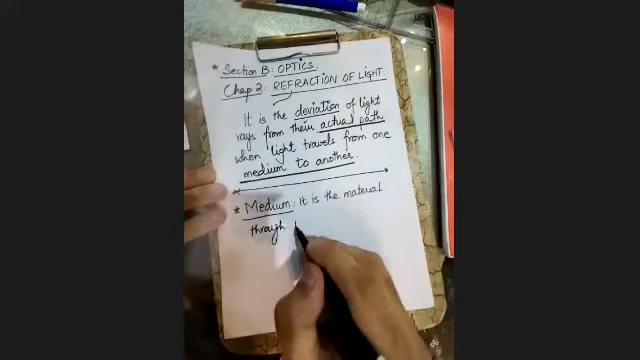 * Section B: OPTICS.
Chap 2: REFRACTION OF LIGHT
It is the deviation of light
rays from their actual path
when light travels from one
medium to another.
* Medium: It is the material
through